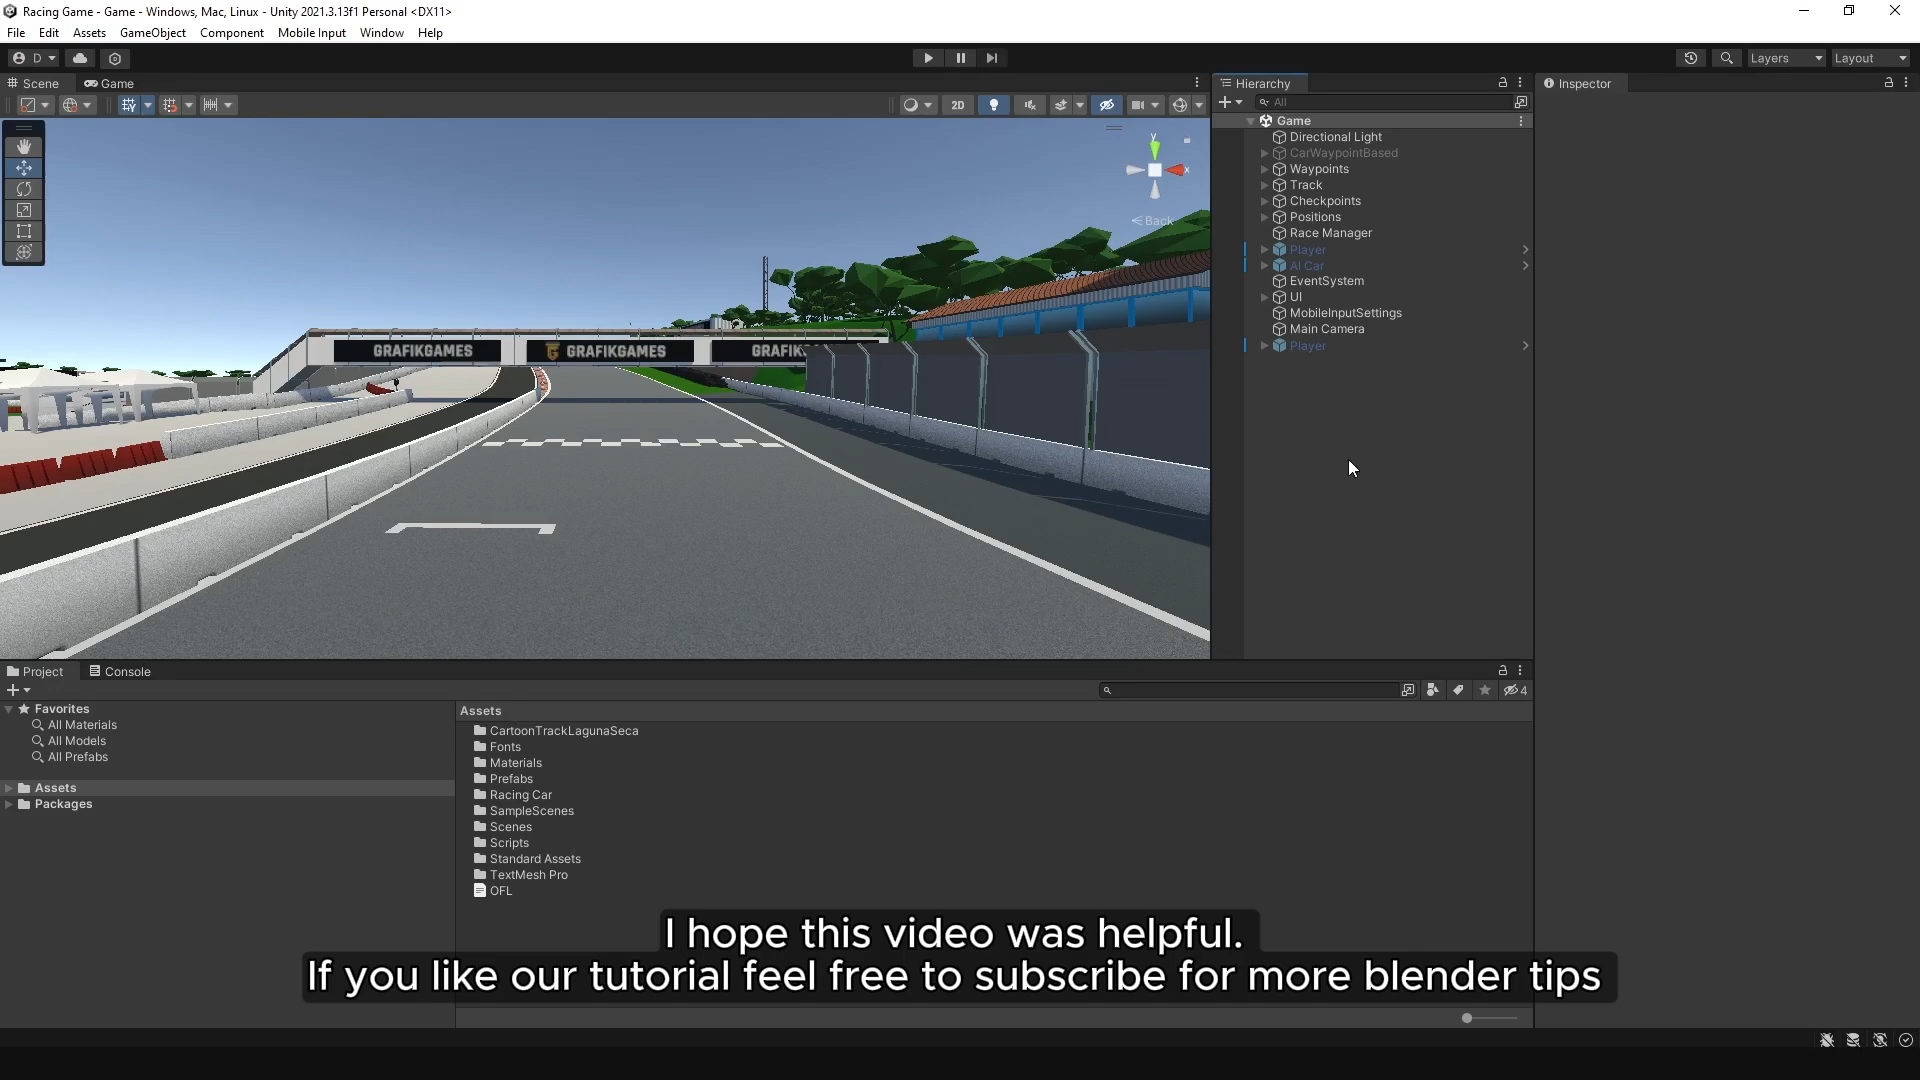 Racing Game - Game - Windows, Mac, Linux - Unity 2021.3.13f1 Personal <DX11>
File Edit Assets GameObject Component Mobile Input Window Help
D Layers Layout
Scene Game
2D
y
x
Back
GRAFIKGAMES GRAFIKGAMES
Hierarchy
All
Game
Directional Light
CarWaypointBased
Waypoints
Track
Checkpoints
Positions
Race Manager
Player
AI Car
EventSystem
UI
MobileInputSettings
Main Camera
Player
Inspector
Project Console
4
Favorites
All Materials
All Models
All Prefabs
Assets
Packages
Assets
CartoonTrackLagunaSeca
Fonts
Materials
Prefabs
Racing Car
SampleScenes
Scenes
Scripts
Standard Assets
TextMesh Pro
OFL
I hope this video was helpful.
If you like our tutorial feel free to subscribe for more blender tips